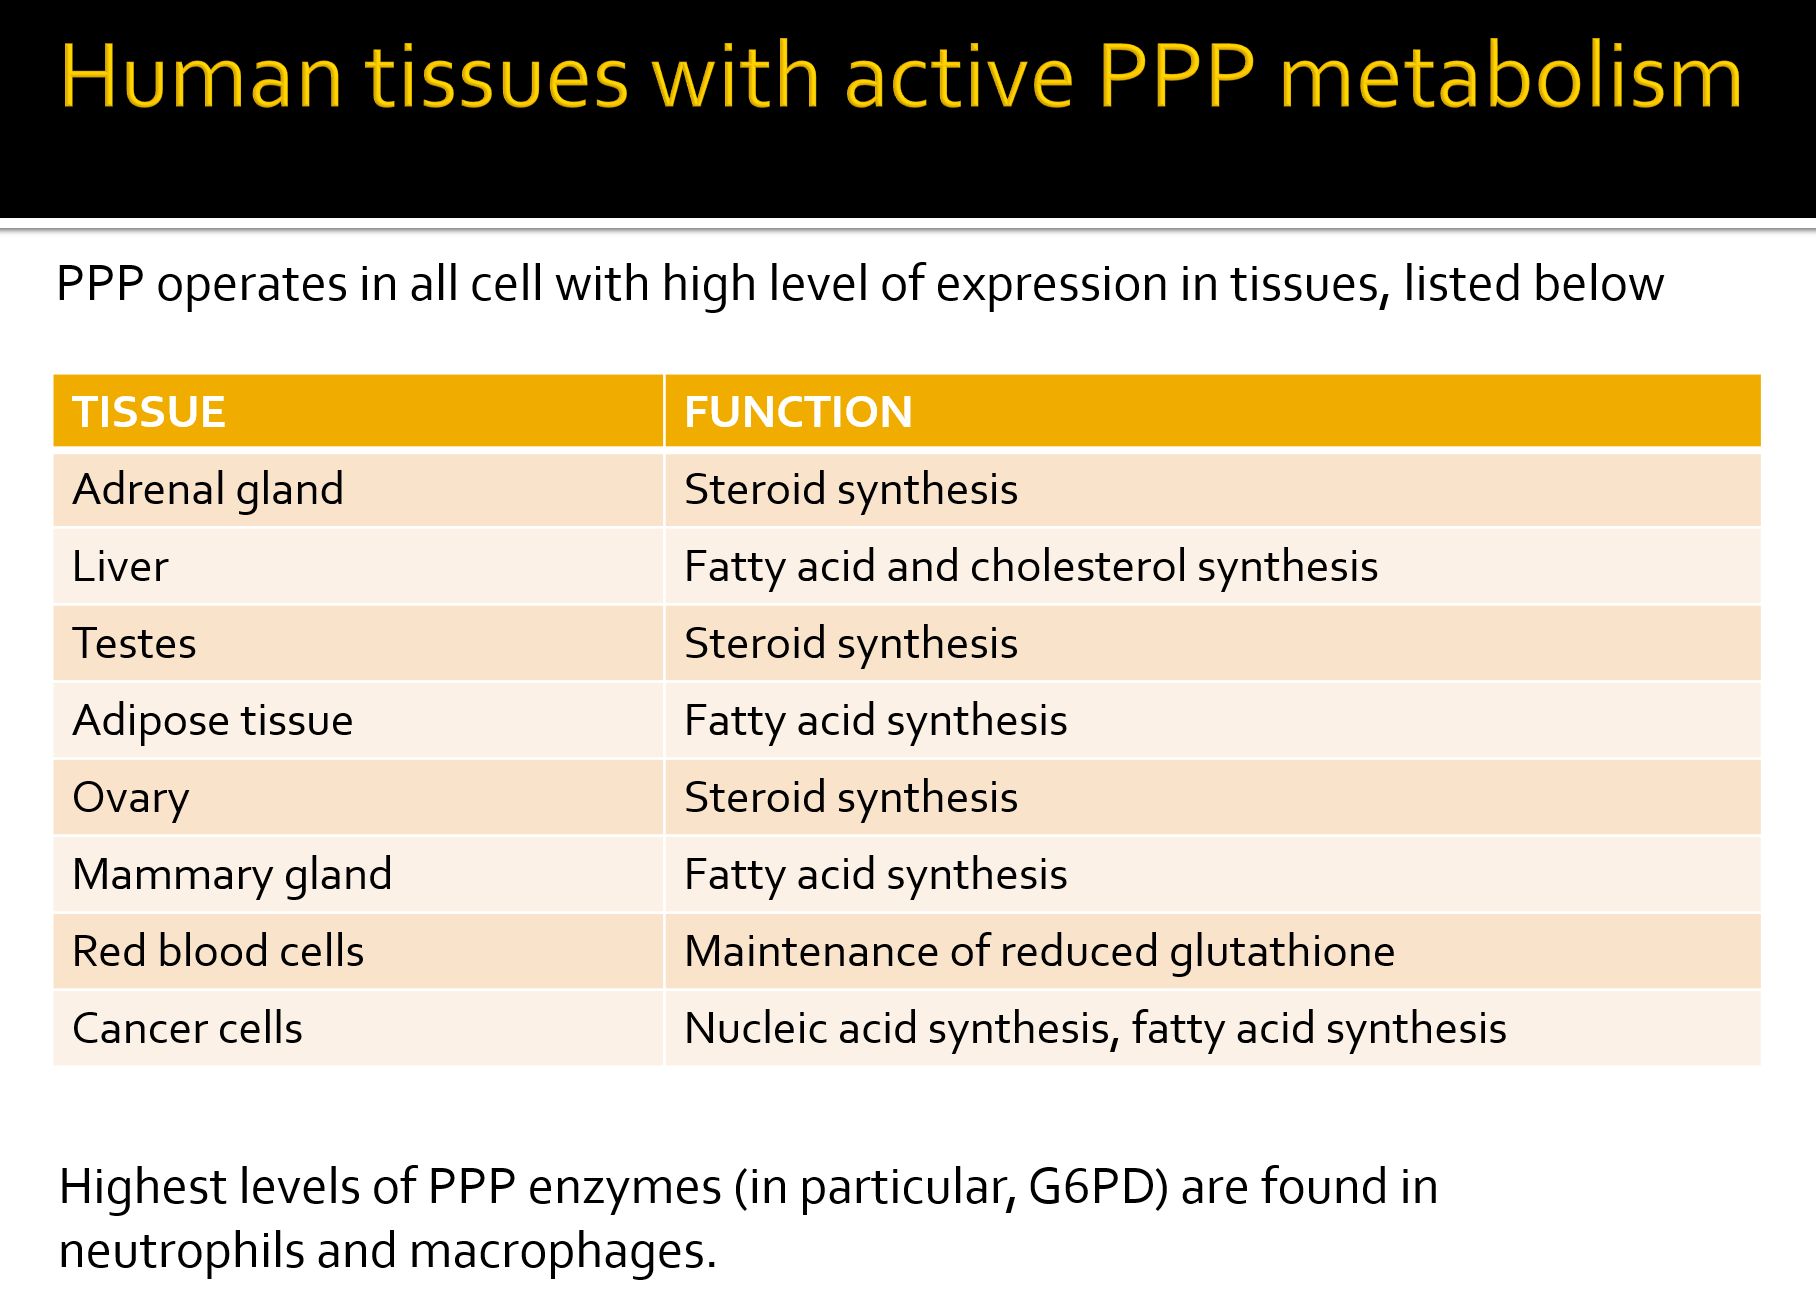 Human tissues with active PPP metabolism
PPP operates in all cell with high level of expression in tissues, listed below
TISSUE FUNCTION
Adrenal gland Steroid synthesis
Liver Fatty acid and cholesterol synthesis
Testes Steroid synthesis
Adipose tissue Fatty acid synthesis
Ovary Steroid synthesis
Mammary gland Fatty acid synthesis
Red blood cells Maintenance of reduced glutathione
Cancer cells Nucleic acid synthesis, fatty acid synthesis
Highest levels of PPP enzymes (in particular, G6PD) are found in
neutrophils and macrophages.